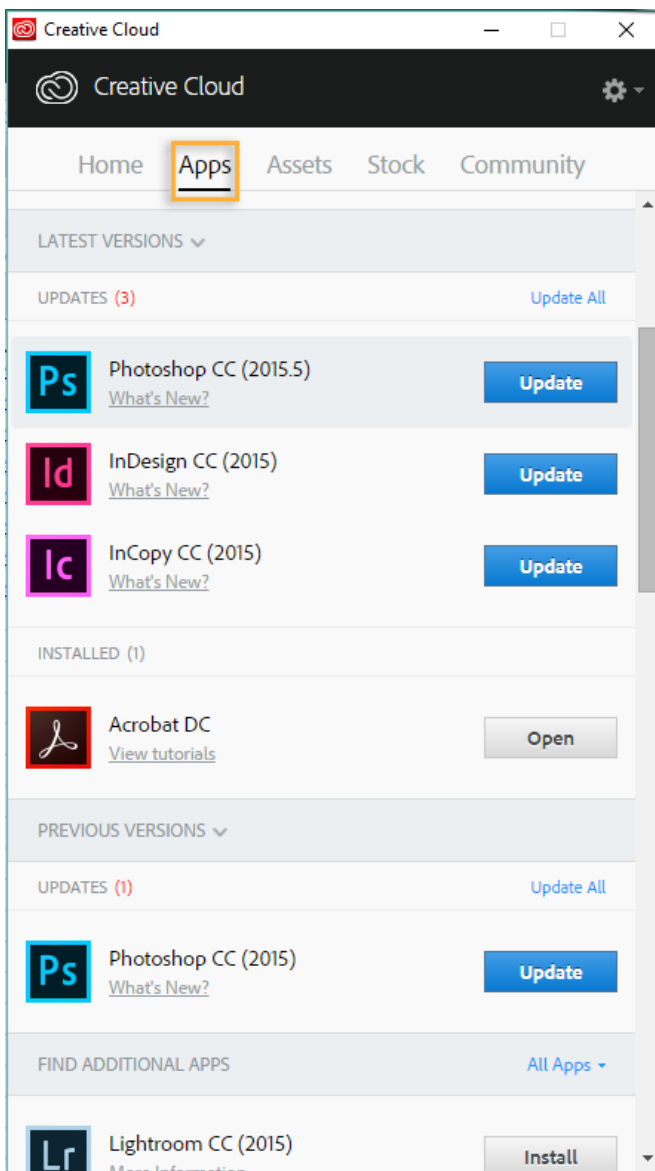 Creative Cloud
Creative Cloud
Home Apps Assets Stock Community
LATEST VERSIONS
UPDATES (3) Update All
Ps Photoshop CC (2015.5) Update
What's New?
Id InDesign CC (2015) Update
What's New?
Ic InCopy CC (2015) Update
What's New?
INSTALLED (1)
Acrobat DC Open
View tutorials
PREVIOUS VERSIONS
UPDATES (1) Update All
Ps Photoshop CC (2015) Update
What's New?
FIND ADDITIONAL APPS All Apps
Lr Lightroom CC (2015) Install
More Information